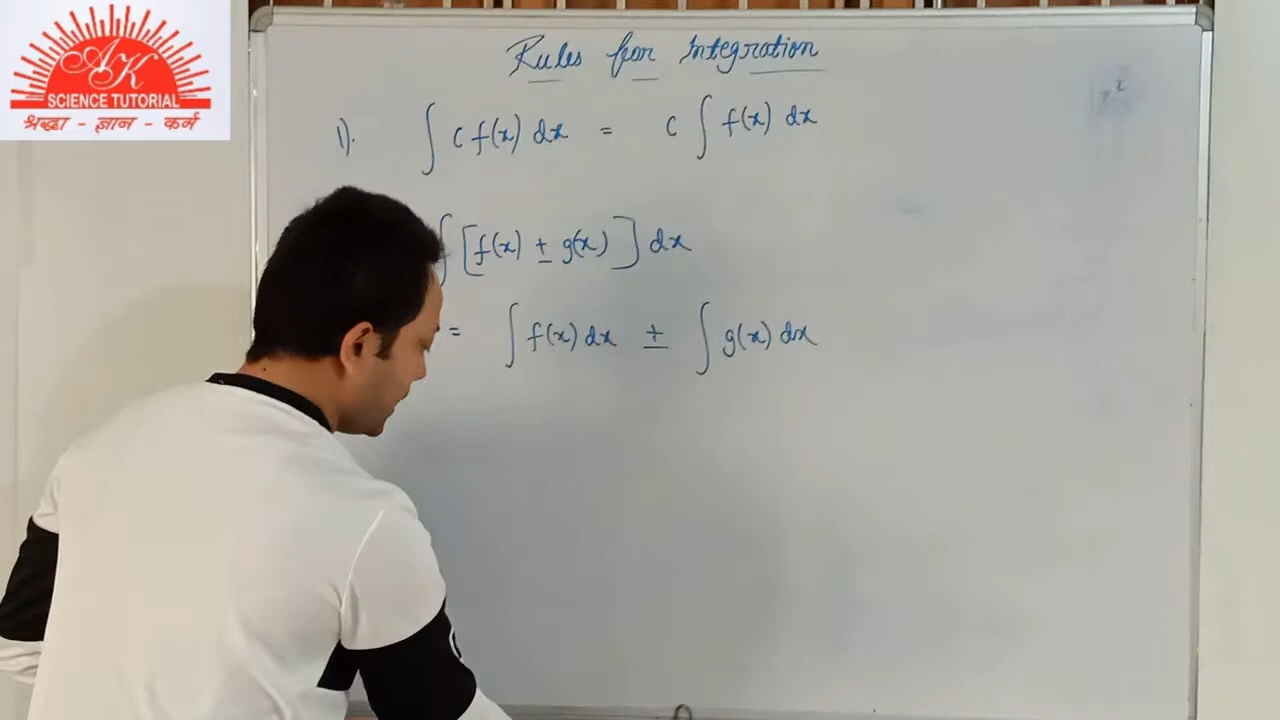 AK
SCIENCE TUTORIAL
श्रद्धा - ज्ञान - कर्म
Rules for Integration
1). ∫ c f(x) dx = c ∫ f(x) dx
∫ [f(x) ± g(x)] dx
= ∫ f(x) dx ± ∫ g(x) dx